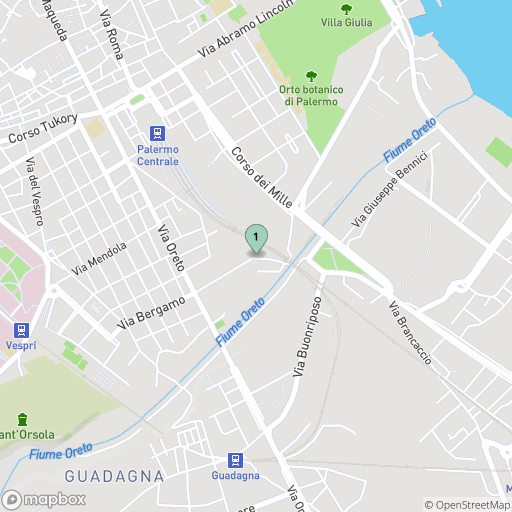 Villa Giulia
Via Abramo Lincoln
Maqueda
Via Roma
Orto botanico
di Palermo
Corso Tukory
Palermo
Centrale
Fiume Oreto
Corso dei Mille
Via Giuseppe Bennici
Via del Vespro
Via Oreto
Via Mendola
1
Via Bergamo
Fiume Oreto
Via Buonriposo
Via Brancaccio
Vespri
ant'Orsola
Fiume Oreto
GUADAGNA
Guadagna
mapbox
© OpenStreetMap